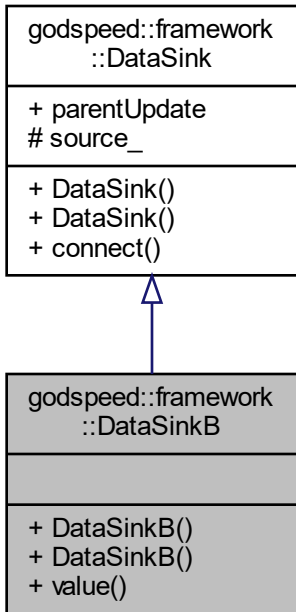 godspeed::framework
::DataSink
+ parentUpdate
# source_
+ DataSink()
+ DataSink()
+ connect()
godspeed::framework
::DataSinkB
+ DataSinkB()
+ DataSinkB()
+ value()